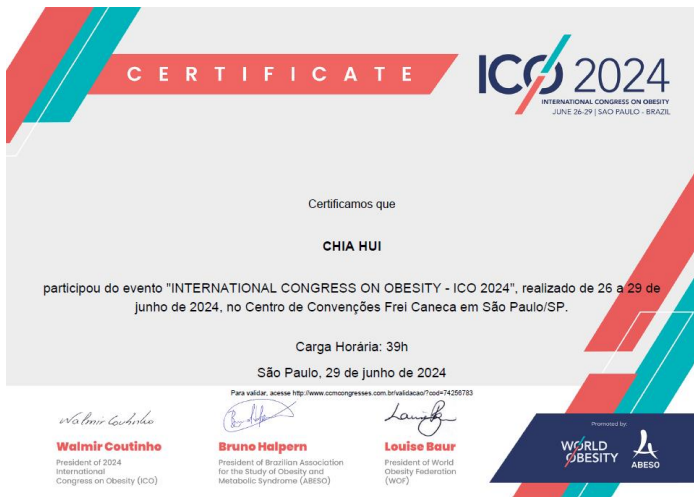 CERTIFICATE
ICO 2024
INTERNATIONAL CONGRESS ON OBESITY
JUNE 26-29 | SAO PAULO - BRAZIL
Certificamos que
CHIA HUI
participou do evento "INTERNATIONAL CONGRESS ON OBESITY - ICO 2024", realizado de 26 a 29 de
junho de 2024, no Centro de Convenções Frei Caneca em São Paulo/SP.
Carga Horária: 39h
São Paulo, 29 de junho de 2024
Para validar, acesse http://www.ccmcongresses.com.br/validacao/?cod=74256783
Walmir Coutinho
Walmir Coutinho
President of 2024
International
Congress on Obesity (ICO)
Bruno Halpern
President of Brazilian Association
for the Study of Obesity and
Metabolic Syndrome (ABESO)
Louise Baur
President of World
Obesity Federation
(WOF)
Promoted by:
WORLD
OBESITY
ABESO